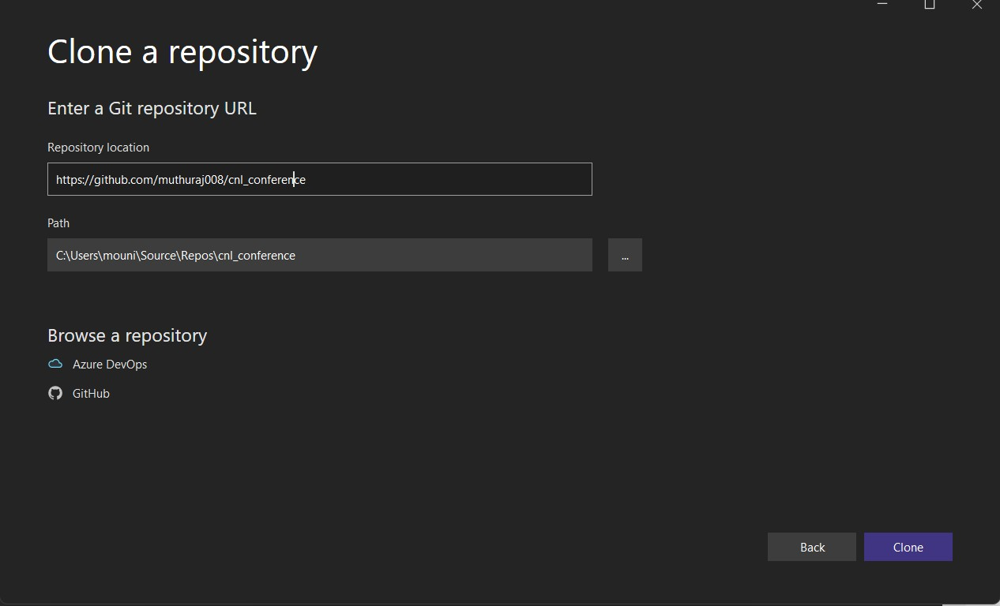 Clone a repository
Enter a Git repository URL
Repository location
https://github.com/muthuraj008/cnl_conference
Path
C:\Users\mouni\Source\Repos\cnl_conference
...
Browse a repository
Azure DevOps
GitHub
Back
Clone